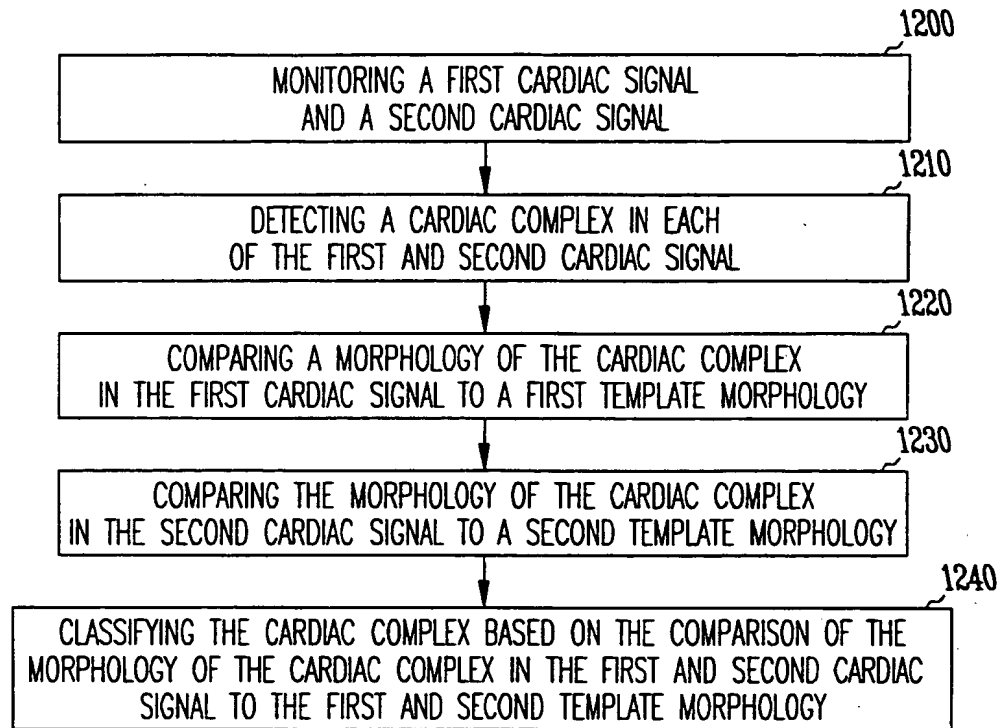 1200
MONITORING A FIRST CARDIAC SIGNAL
AND A SECOND CARDIAC SIGNAL
1210
DETECTING A CARDIAC COMPLEX IN EACH
OF THE FIRST AND SECOND CARDIAC SIGNAL
1220
COMPARING A MORPHOLOGY OF THE CARDIAC COMPLEX
IN THE FIRST CARDIAC SIGNAL TO A FIRST TEMPLATE MORPHOLOGY
1230
COMPARING THE MORPHOLOGY OF THE CARDIAC COMPLEX
IN THE SECOND CARDIAC SIGNAL TO A SECOND TEMPLATE MORPHOLOGY
1240
CLASSIFYING THE CARDIAC COMPLEX BASED ON THE COMPARISON OF THE
MORPHOLOGY OF THE CARDIAC COMPLEX IN THE FIRST AND SECOND CARDIAC
SIGNAL TO THE FIRST AND SECOND TEMPLATE MORPHOLOGY